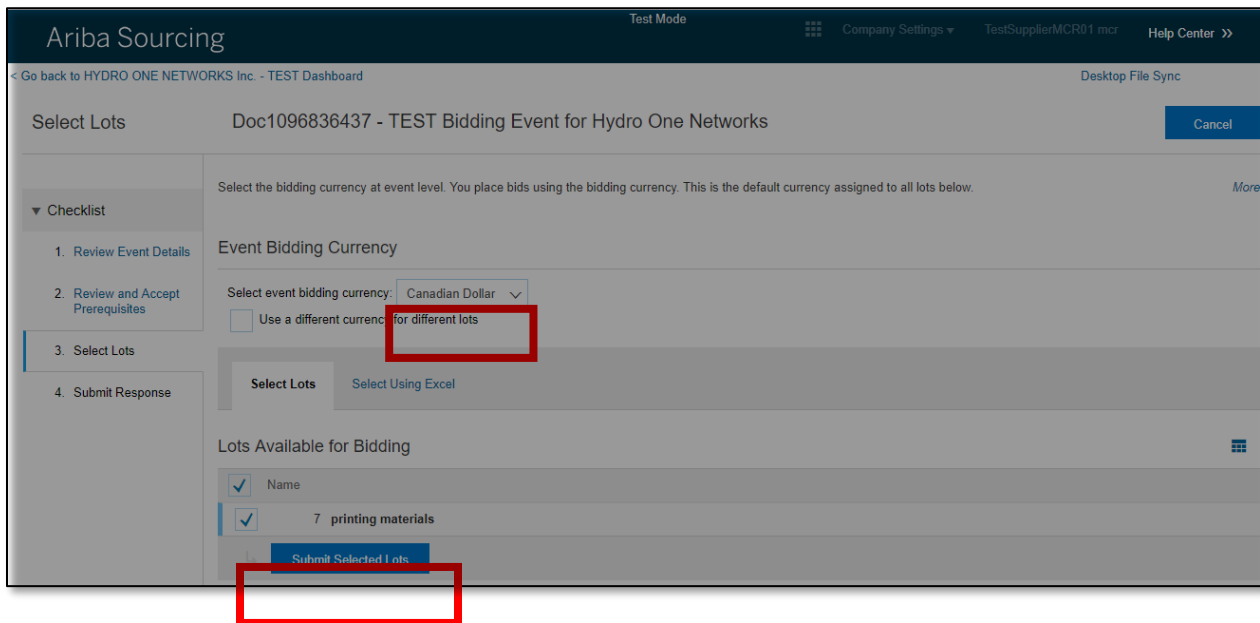 Test Mode
Ariba Sourcing
Company Settings
TestSupplierMCR01 mcr
Help Center »
< Go back to HYDRO ONE NETWORKS Inc. - TEST Dashboard
Desktop File Sync
Select Lots
Doc1096836437 - TEST Bidding Event for Hydro One Networks
Cancel
Select the bidding currency at event level. You place bids using the bidding currency. This is the default currency assigned to all lots below.
More
Checklist
1. Review Event Details
2. Review and Accept
Prerequisites
3. Select Lots
4. Submit Response
Event Bidding Currency
Select event bidding currency: Canadian Dollar
Use a different currency for different lots
Select Lots
Select Using Excel
Lots Available for Bidding
Name
7 printing materials
Submit Selected Lots